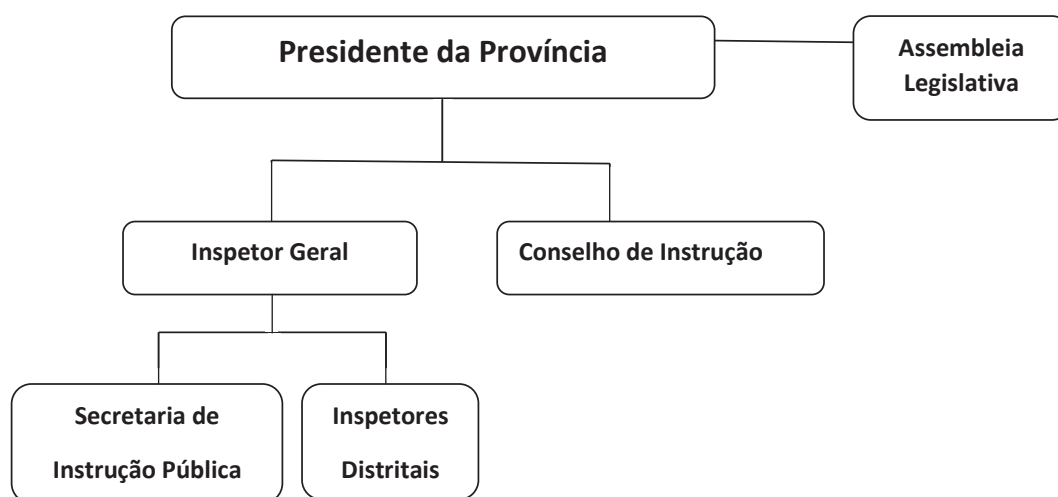 Presidente da Província
Assembleia
Legislativa
Inspetor Geral
Conselho de Instrução
Secretaria de
Instrução Pública
Inspetores
Distritais